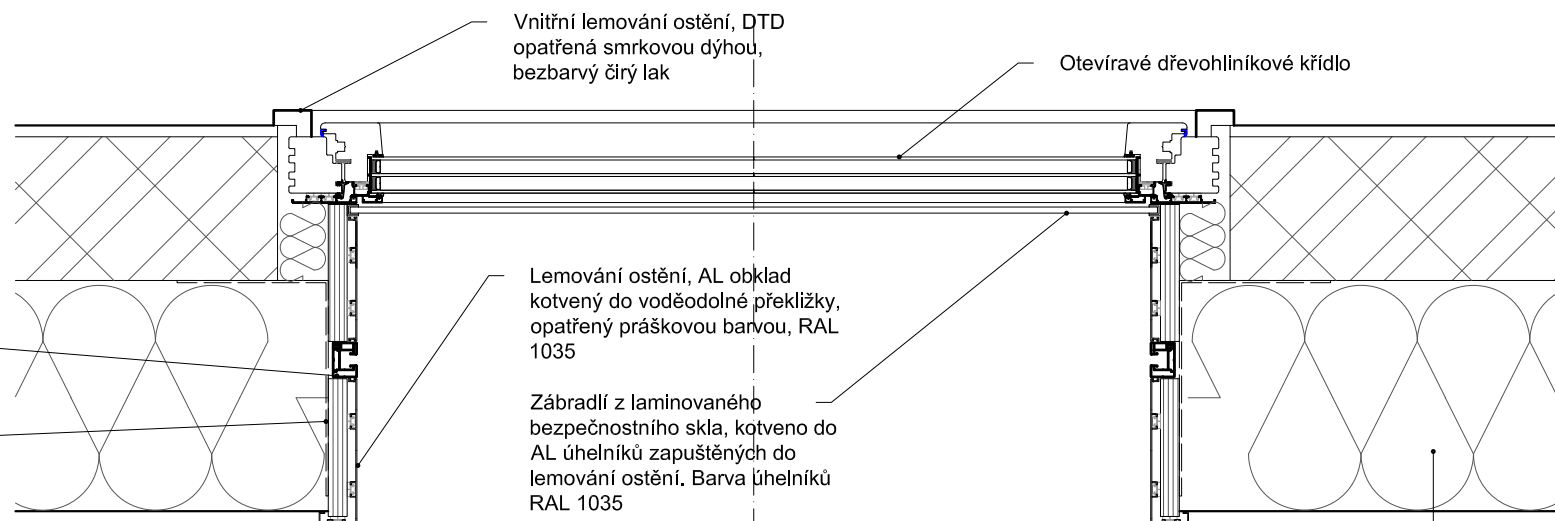 Vnitřní lemování ostění, DTD
opatřená smrkovou dýhou,
bezbarvý čirý lak
Otevíravé dřevohliníkové křídlo
Lemování ostění, AL obklad
kotvený do voděodolné překližky,
opatřený práškovou barvou, RAL
1035
Zábradlí z laminovaného
bezpečnostního skla, kotveno do
AL úhelníků zapuštěných do
lemování ostění. Barva úhelníků
RAL 1035